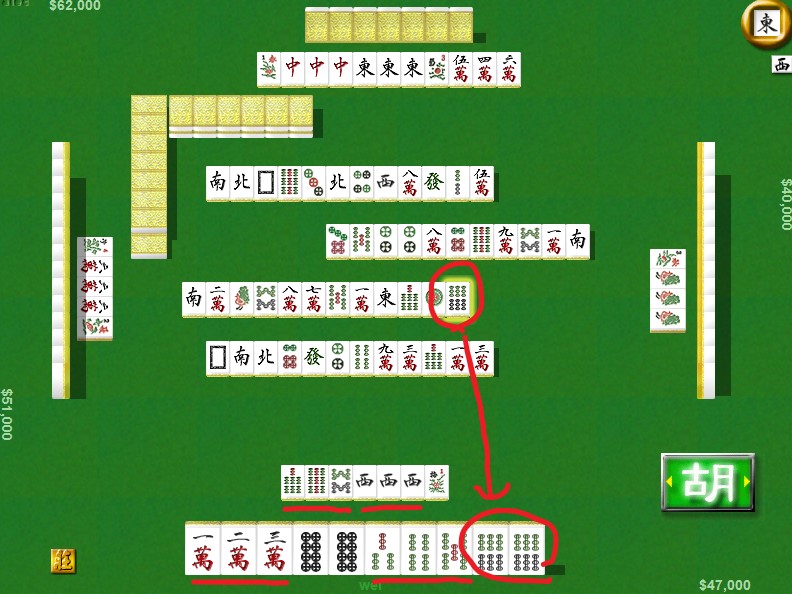 $62,000
東
中 中 中 東 東 東 伍萬 四萬 六萬
西
南 北 北 西 八萬 發 伍萬
$40,000
八萬 九萬 一萬 南
南 二萬 八萬 七萬 一萬 東
南 北 發 九萬 三萬 一萬 三萬
$51,000
西 西 西
胡
一萬 二萬 三萬
$47,000